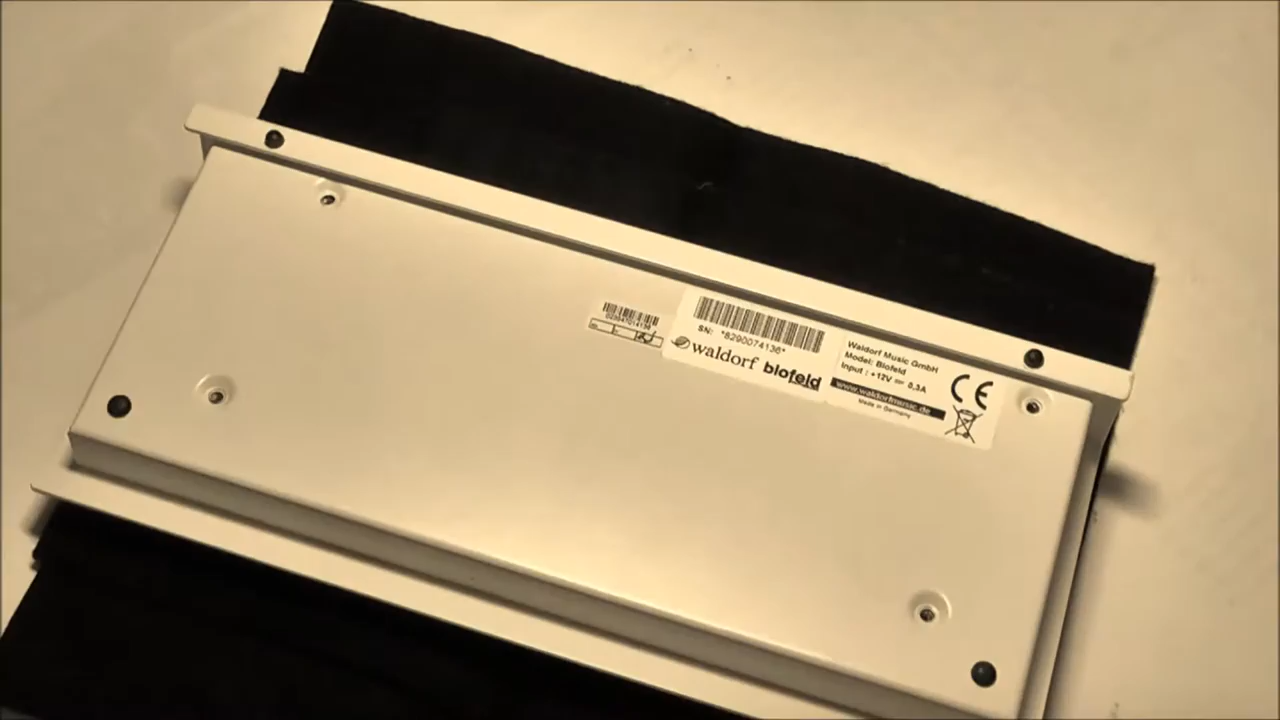 SN: *8290074136*
waldorf blofeld
Waldorf Music GmbH
Model: Blofeld
Input : +12V ⎓ 0,3A
www.waldorfmusic.de
Made in Germany
CE